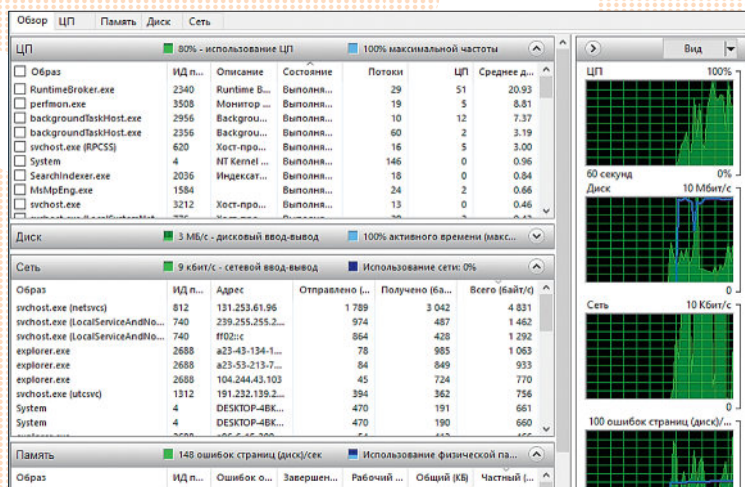 Обзор ЦП Память Диск Сеть
ЦП 80% - использование ЦП 100% максимальной частоты
Образ ИД п... Описание Состояние Потоки ЦП Среднее д...
RuntimeBroker.exe 2340 Runtime B... Выполня... 29 51 20.93
perfmon.exe 3508 Монитор ... Выполня... 19 5 8.81
backgroundTaskHost.exe 2956 Backgrou... Выполня... 10 12 7.37
backgroundTaskHost.exe 2356 Backgrou... Выполня... 60 2 3.19
svchost.exe (RPCSS) 620 Хост-про... Выполня... 16 5 3.00
System 4 NT Kernel ... Выполня... 146 0 0.96
SearchIndexer.exe 2036 Индексат... Выполня... 18 0 0.84
MsMpEng.exe 1584 Выполня... 24 2 0.66
svchost.exe 3212 Хост-про... Выполня... 13 0 0.46
Диск 3 МБ/с - дисковый ввод-вывод 100% активного времени (макс...
Сеть 9 кбит/с - сетевой ввод-вывод Использование сети: 0%
Образ ИД п... Адрес Отправлено (... Получено (ба... Всего (байт/с)
svchost.exe (netsvcs) 812 131.253.61.96 1 789 3 042 4 831
svchost.exe (LocalServiceAndNo... 740 239.255.255.2... 974 487 1 462
svchost.exe (LocalServiceAndNo... 740 ff02::c 864 428 1 292
explorer.exe 2688 a23-43-134-1... 78 985 1 063
explorer.exe 2688 a23-53-213-7... 84 849 933
explorer.exe 2688 104.244.43.103 45 724 770
svchost.exe (utcsvc) 1312 191.232.139.2... 394 362 756
System 4 DESKTOP-4BK... 470 191 661
System 4 DESKTOP-4BK... 470 190 660
Память 148 ошибок страниц (диск)/сек Использование физической па...
Образ ИД п... Ошибок о... Завершен... Рабочий ... Общий (КБ) Частный (...
Вид
ЦП 100%
60 секунд 0%
Диск 10 Мбит/с
0
Сеть 10 Кбит/с
0
100 ошибок страниц (диск)/...